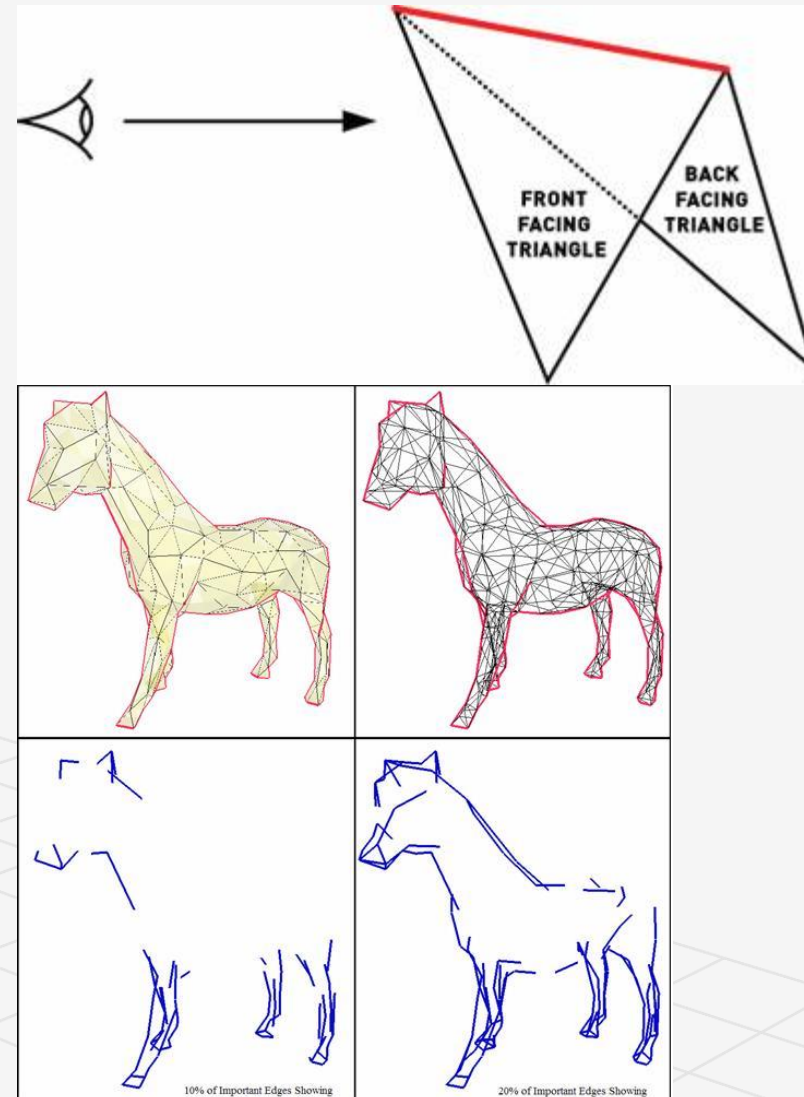 FRONT
FACING
TRIANGLE
BACK
FACING
TRIANGLE
10% of Important Edges Showing
20% of Important Edges Showing